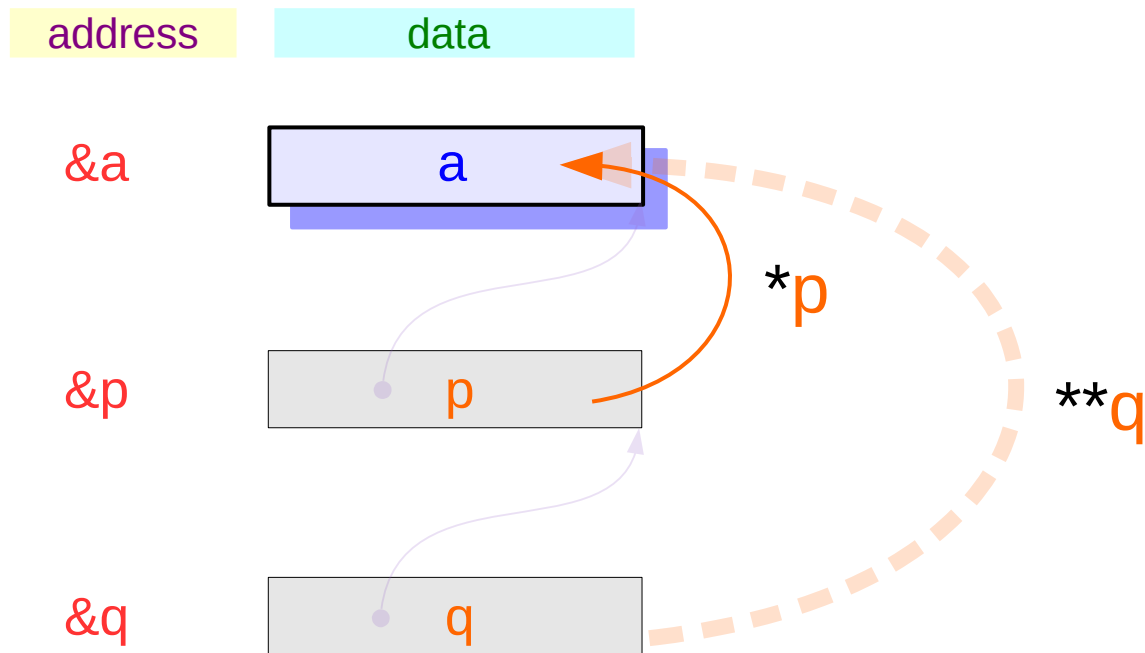 address data
&a a
*p
&p p
**q
&q q